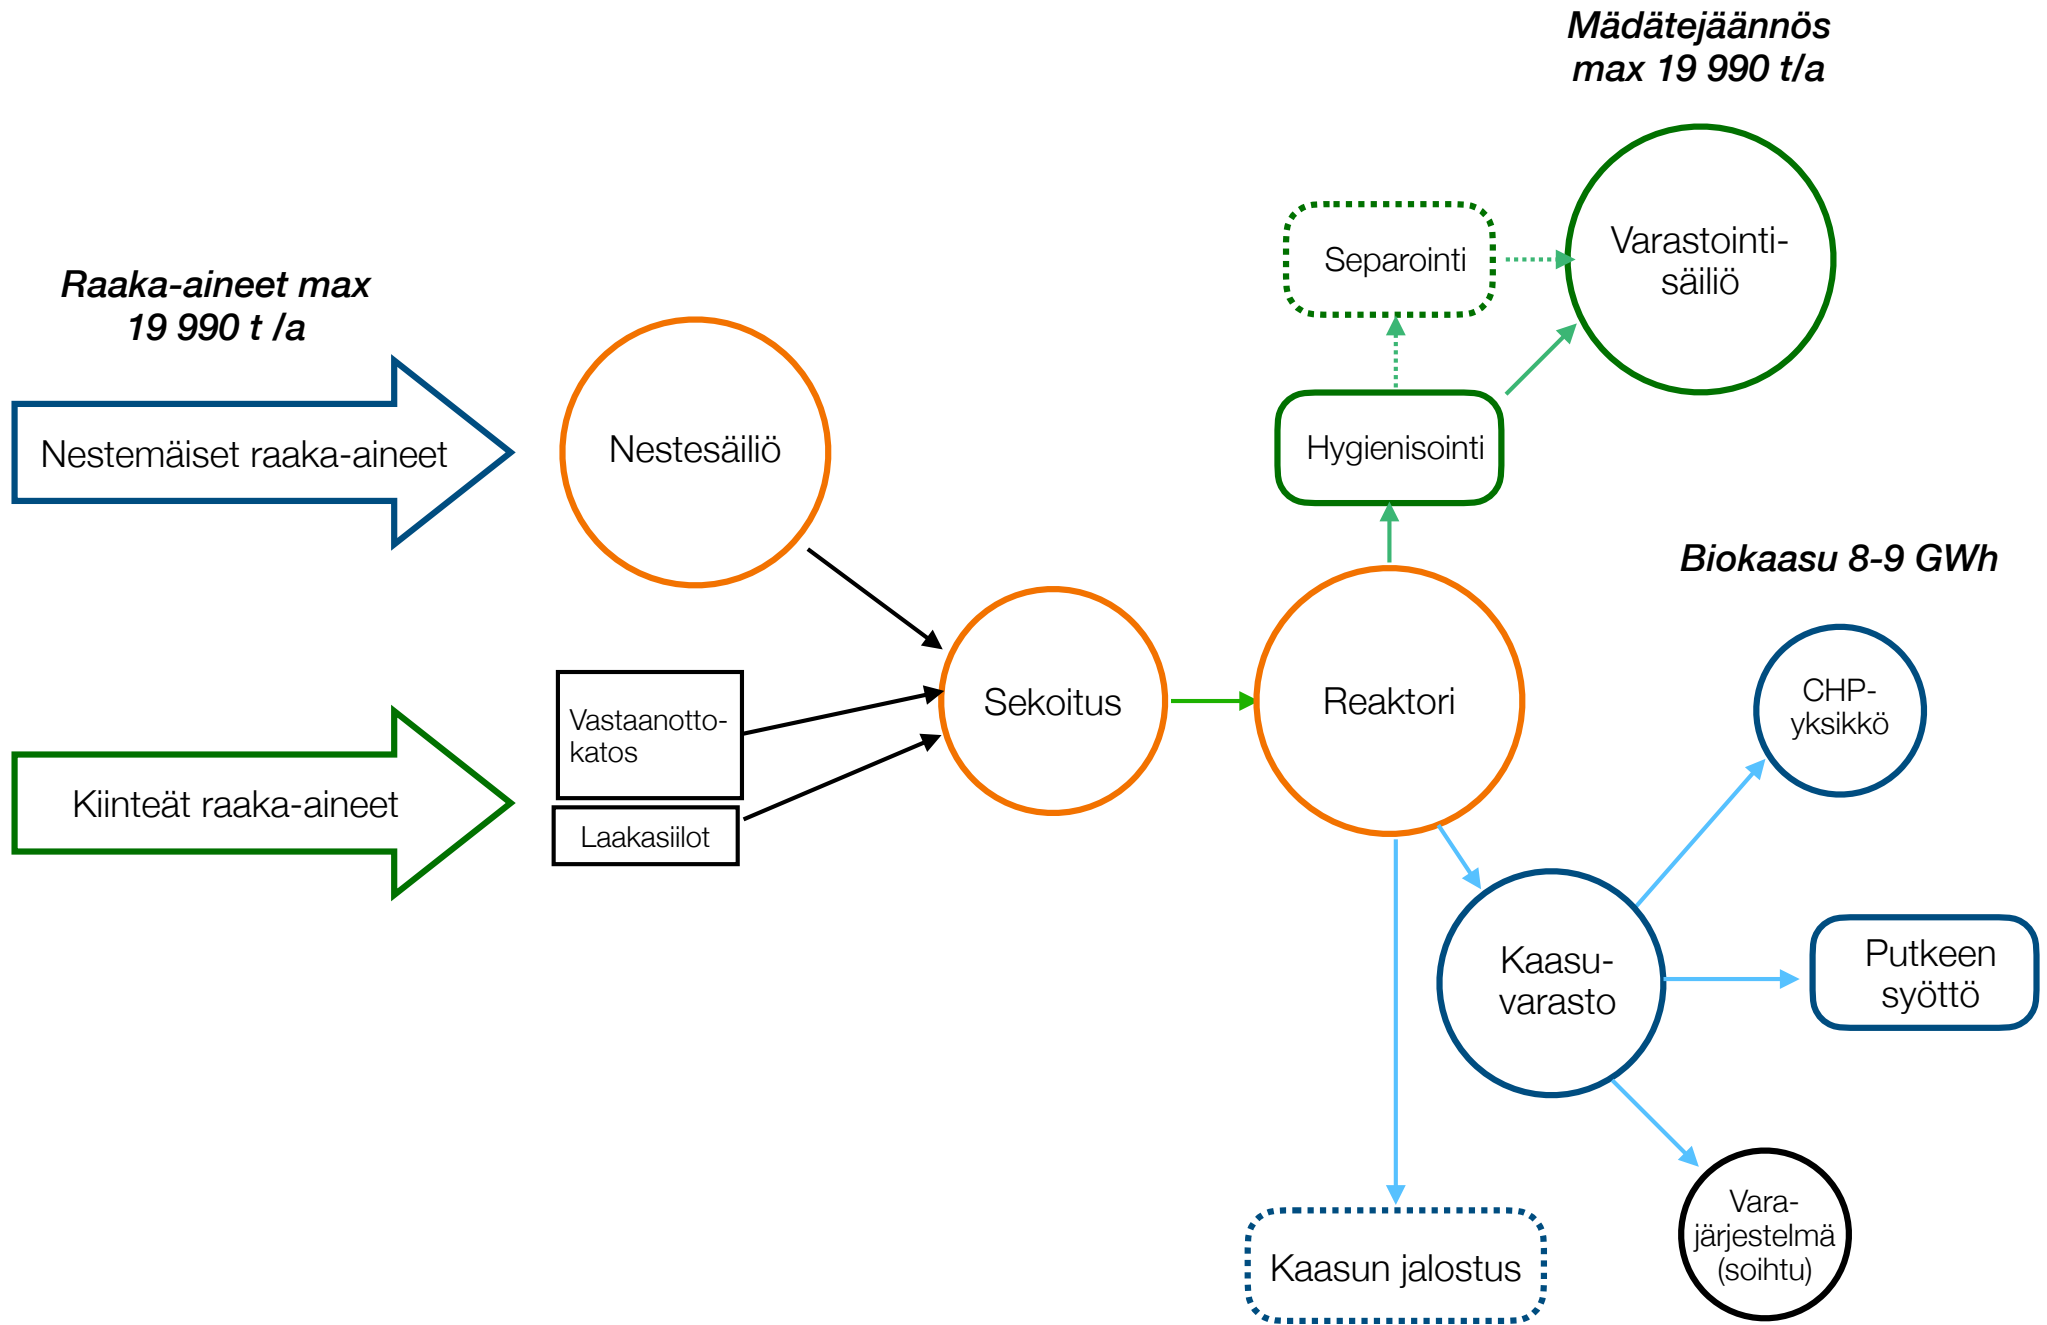 Mädätejäännös
max 19 990 t/a
Raaka-aineet max
19 990 t /a
Nestemäiset raaka-aineet
Kiinteät raaka-aineet
Nestesäiliö
Vastaanotto-
katos
Laakasiilot
Sekoitus
Reaktori
Hygienisointi
Separointi
Varastointi-
säiliö
Biokaasu 8-9 GWh
CHP-
yksikkö
Kaasu-
varasto
Putkeen
syöttö
Vara-
järjestelmä
(soihtu)
Kaasun jalostus